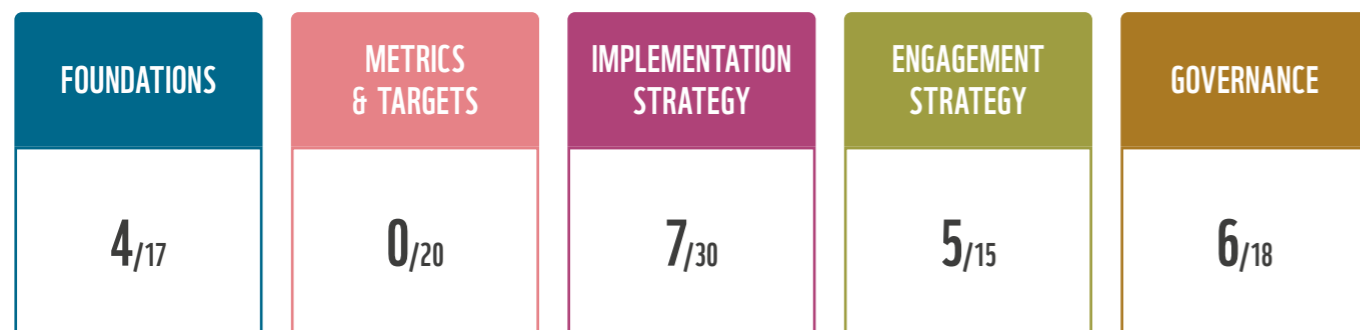 FOUNDATIONS
4/17
METRICS
& TARGETS
0/20
IMPLEMENTATION
STRATEGY
7/30
ENGAGEMENT
STRATEGY
5/15
GOVERNANCE
6/18